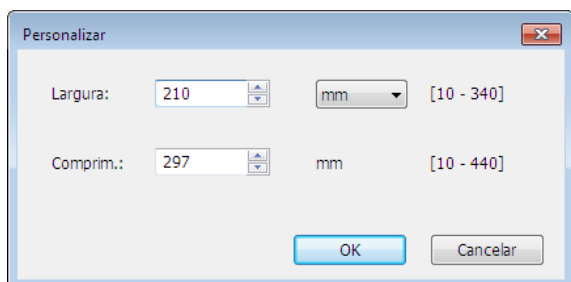 Personalizar
Largura: 210 mm [10 - 340]
Comprim.: 297 mm [10 - 440]
OK Cancelar